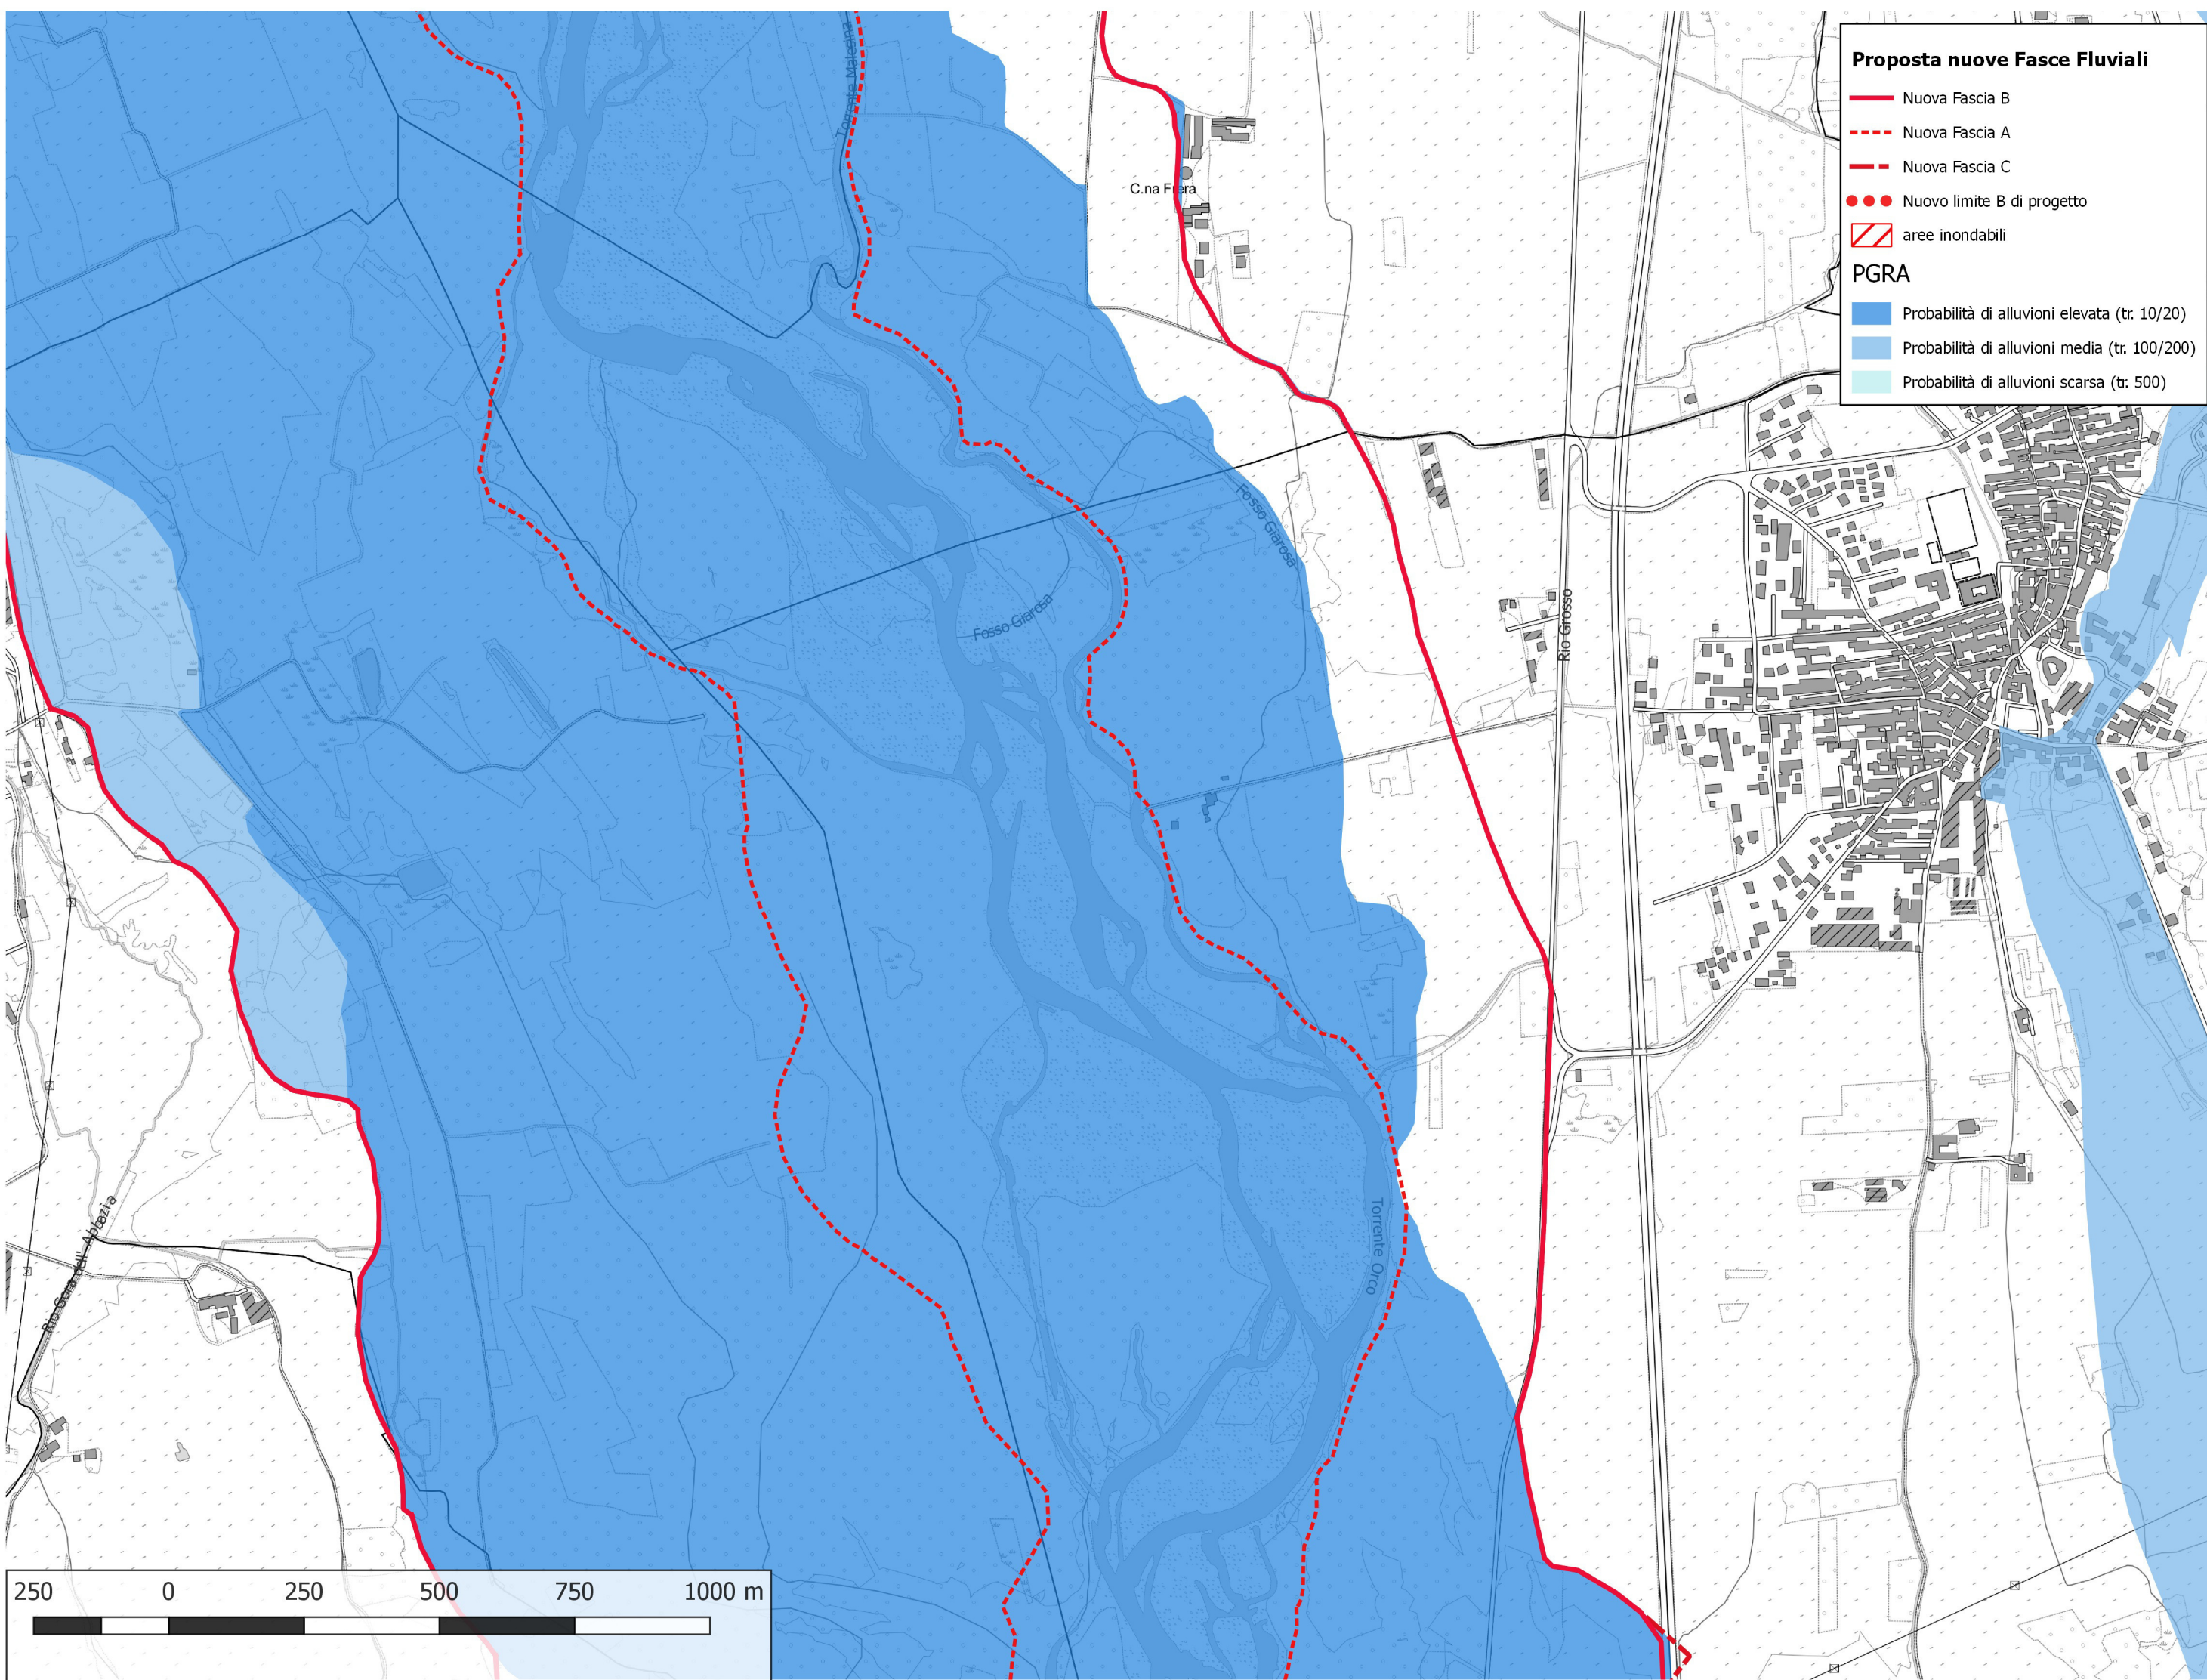 Proposta nuove Fasce Fluviali
Nuova Fascia B
Nuova Fascia A
Nuova Fascia C
Nuovo limite B di progetto
aree inondabili
PGRA
Probabilità di alluvioni elevata (tr. 10/20)
Probabilità di alluvioni media (tr. 100/200)
Probabilità di alluvioni scarsa (tr. 500)
Torrente
C.na Frera
Fosso Giarosa
Fosso Giarosa
Rio Grosso
Torrente Orco
Rio Gora dell' Abbazia
250 0 250 500 750 1000 m